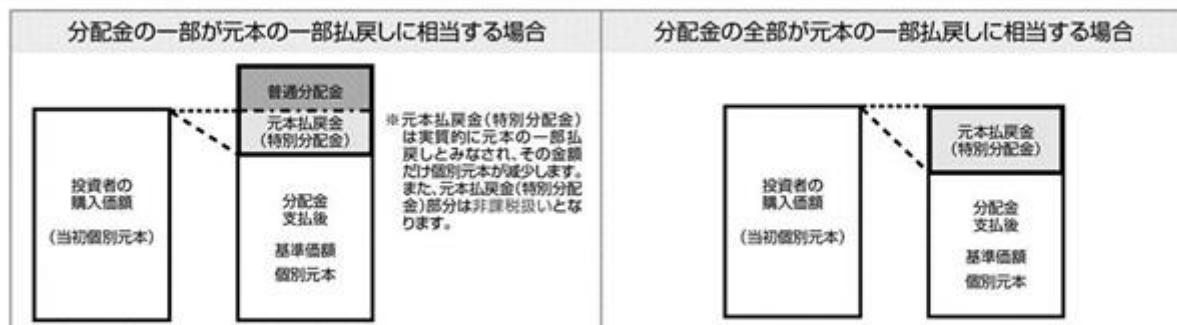 分配金の一部が元本の一部払戻しに相当する場合
普通分配金
元本払戻金
(特別分配金)
投資者の
購入価額
(当初個別元本)
分配金
支払後
基準価額
個別元本
※元本払戻金(特別分配金)
は実質的に元本の一部払
戻しとみなされ、その金額
だけ個別元本が減少します。
また、元本払戻金(特別分配
金)部分は非課税扱いとな
ります。
分配金の全部が元本の一部払戻しに相当する場合
元本払戻金
(特別分配金)
投資者の
購入価額
(当初個別元本)
分配金
支払後
基準価額
個別元本